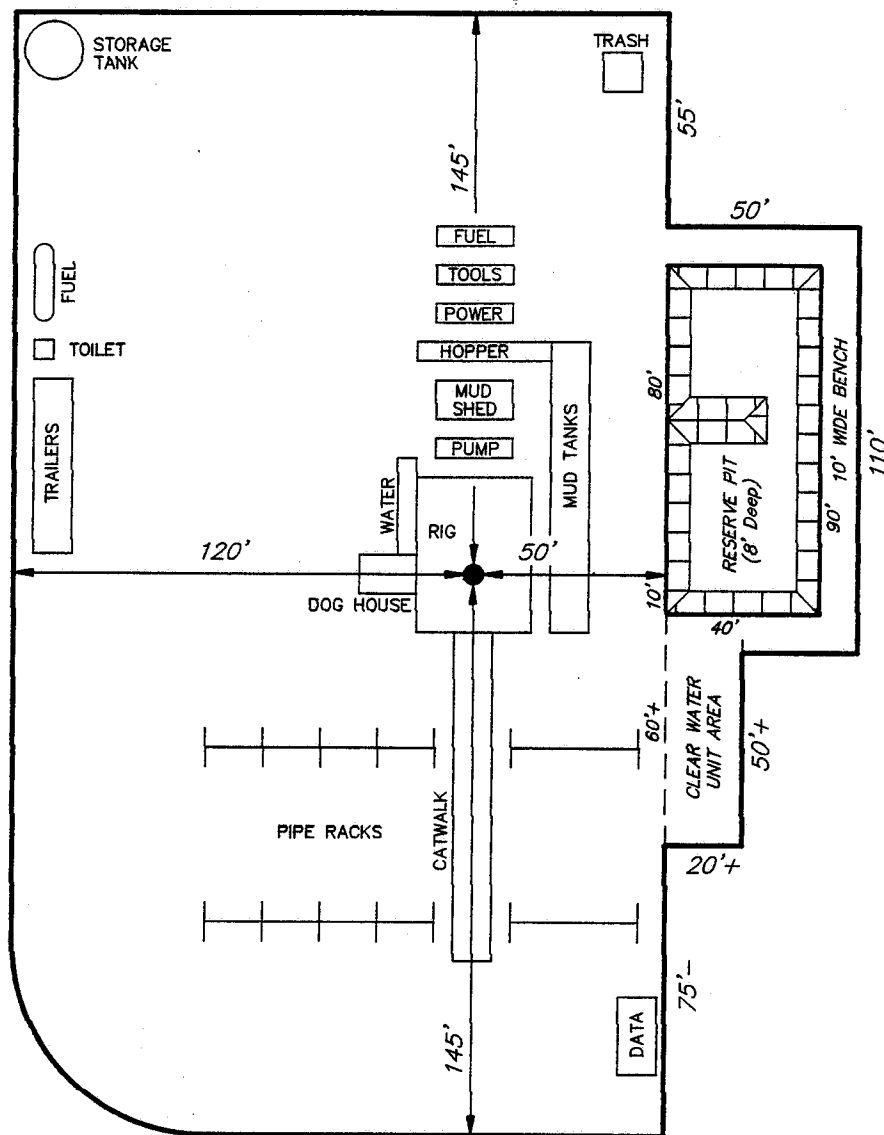 STORAGE
TANK
TRASH
55'
145'
50'
FUEL
TOOLS
POWER
HOPPER
MUD
SHED
PUMP
FUEL
TOILET
TRAILERS
WATER
MUD TANKS
RIG
120'
50'
DOG HOUSE
80'
RESERVE PIT
(8' Deep)
90'
10' WIDE BENCH
110'
10'
40'
60'+
CLEAR WATER
UNIT AREA
50'+
20'+
PIPE RACKS
CATWALK
75'-
145'
DATA